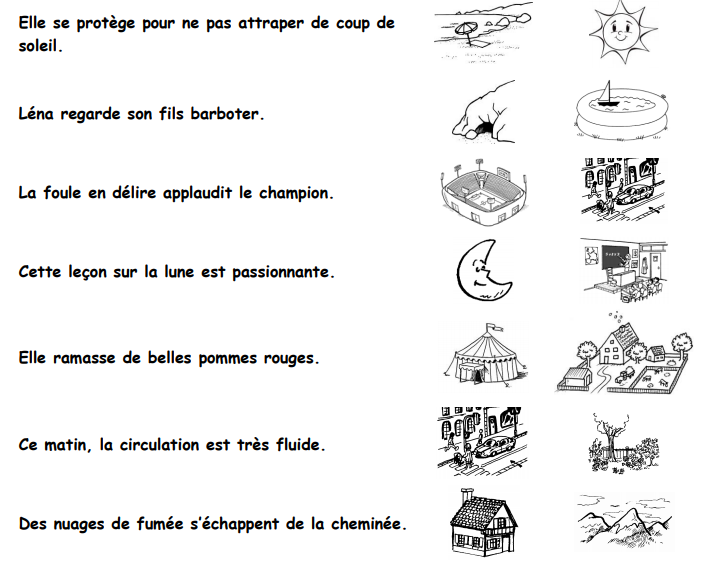 Elle se protège pour ne pas attraper de coup de
soleil.
Léna regarde son fils barboter.
La foule en délire applaudit le champion.
Cette leçon sur la lune est passionnante.
Elle ramasse de belles pommes rouges.
Ce matin, la circulation est très fluide.
Des nuages de fumée s'échappent de la cheminée.